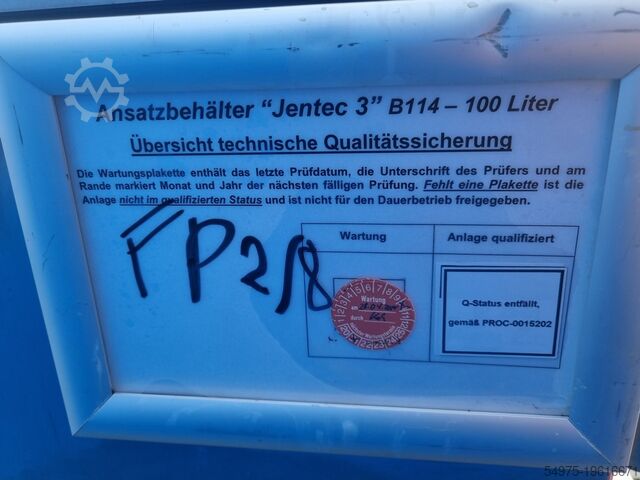 Ansatzbehälter "Jentec 3" B114 – 100 Liter
Übersicht technische Qualitätssicherung
Die Wartungsplakette enthält das letzte Prüfdatum, die Unterschrift des Prüfers und am
Rande markiert Monat und Jahr der nächsten fälligen Prüfung. Fehlt eine Plakette ist die
Anlage nicht im qualifizierten Status und ist nicht für den Dauerbetrieb freigegeben.
FP218
Wartung
Anlage qualifiziert
Q-Status entfällt,
gemäß PROC-0015202
Wartung
am
durch
54975-19616671